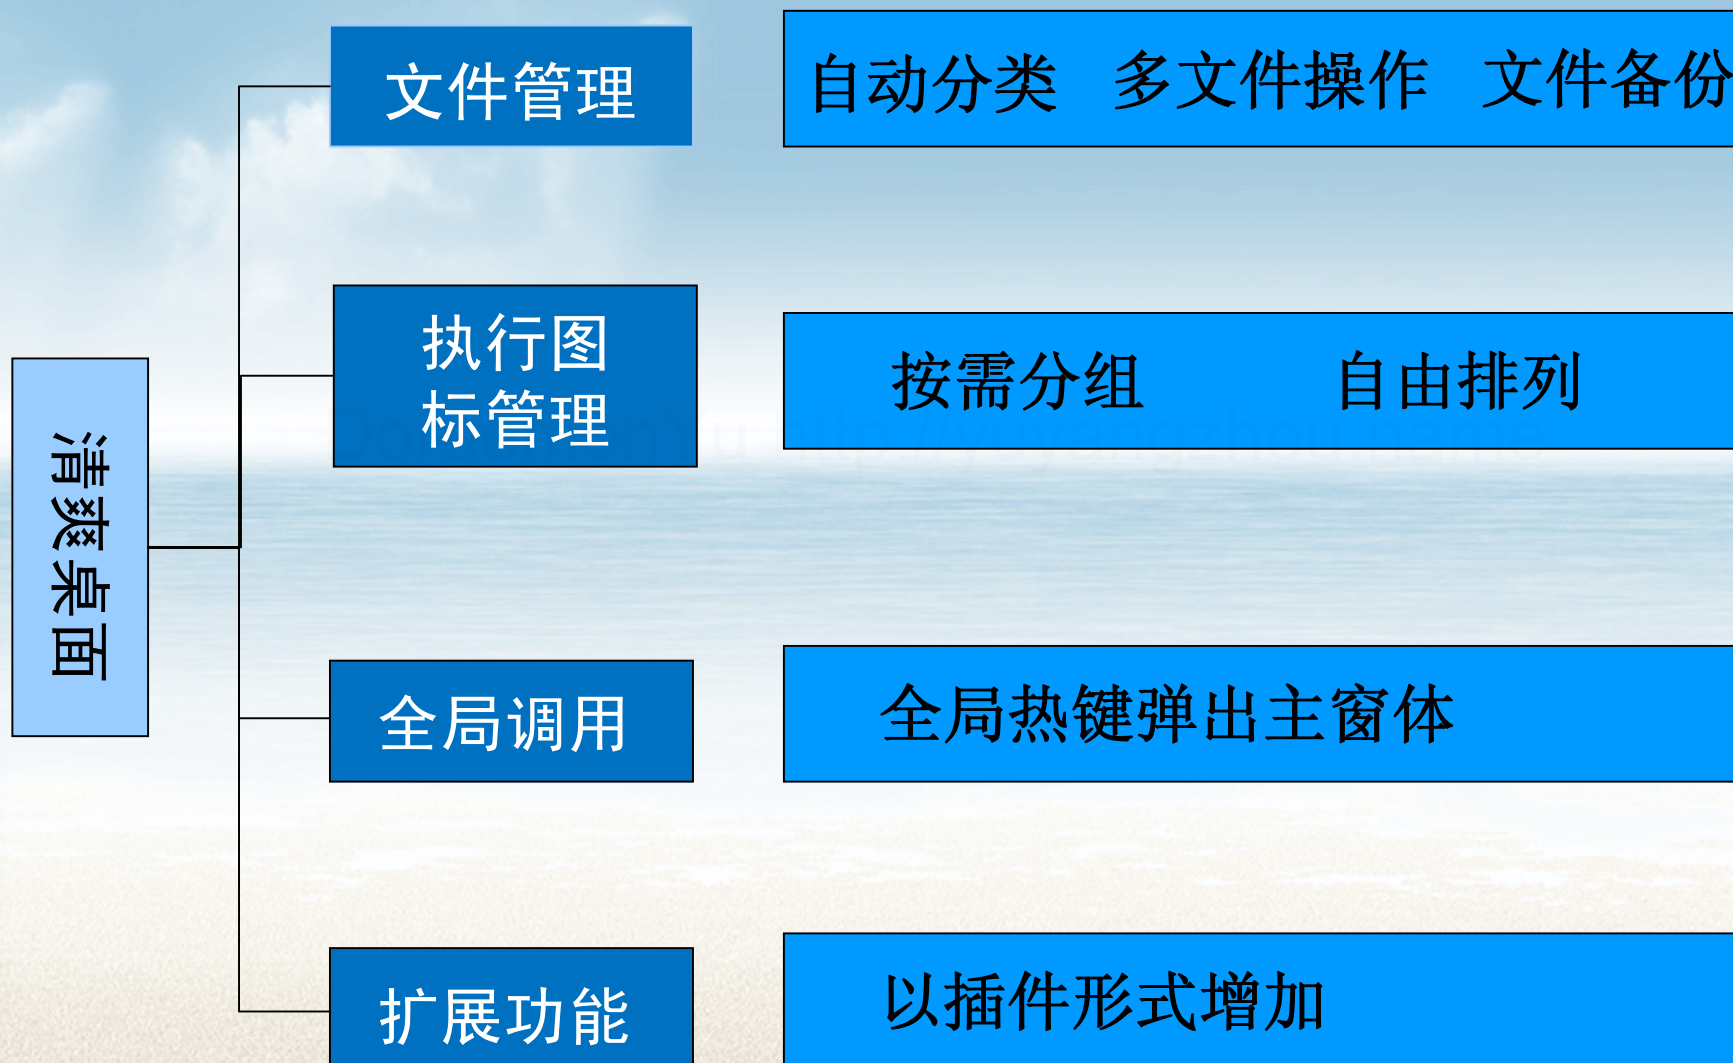 文件管理
自动分类 多文件操作 文件备份
执行图
标管理
按需分组 自由排列
清爽桌面
全局调用
全局热键弹出主窗体
扩展功能
以插件形式增加